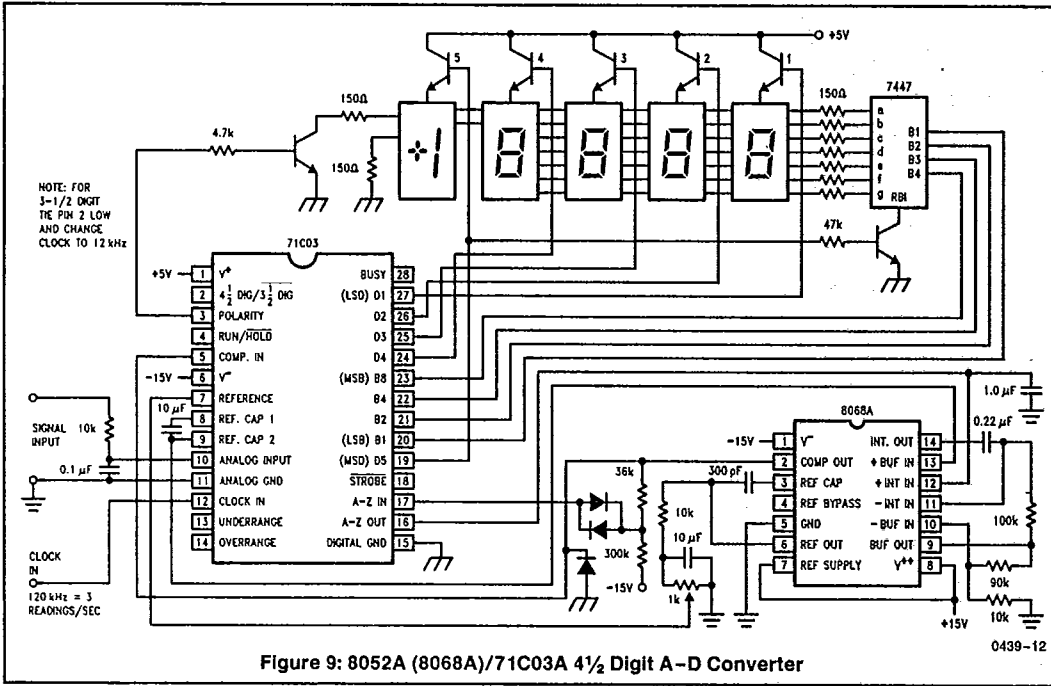 +5V
5
4
3
2
1
150Ω
7447
150Ω
4.7k
150Ω
a
b
c
d
e
f
g
B1
B2
B3
B4
RBI
47k
NOTE: FOR
3-1/2 DIGIT
TIE PIN 2 LOW
AND CHANGE
CLOCK TO 12 kHz
71C03
+5V
1 V+ BUSY 28
2 4 1/2 DIG/3 1/2 DIG (LSD) D1 27
3 POLARITY D2 26
4 RUN/HOLD D3 25
5 COMP. IN D4 24
-15V
6 V- (MSB) B8 23
7 REFERENCE B4 22
8 REF. CAP 1 B2 21
9 REF. CAP 2 (LSB) B1 20
10 ANALOG INPUT (MSD) D5 19
11 ANALOG GND STROBE 18
12 CLOCK IN A-Z IN 17
13 UNDERRANGE A-Z OUT 16
14 OVERRANGE DIGITAL GND 15
10 μF
SIGNAL
INPUT
10k
0.1 μF
CLOCK
IN
120 kHz = 3
READINGS/SEC
36k
300k
-15V
300 pF
10k
10 μF
1k
8068A
-15V
1 V- INT. OUT 14
2 COMP OUT + BUF IN 13
3 REF CAP + INT IN 12
4 REF BYPASS - INT IN 11
5 GND - BUF IN 10
6 REF OUT BUF OUT 9
7 REF SUPPLY V++ 8
1.0 μF
0.22 μF
100k
90k
10k
+15V
0439-12
Figure 9: 8052A (8068A)/71C03A 4½ Digit A-D Converter